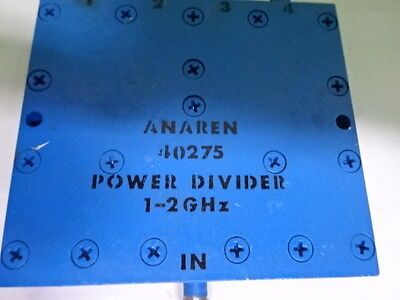 1 2 3 4
ANAREN
40275
POWER DIVIDER
1-2GHz
IN